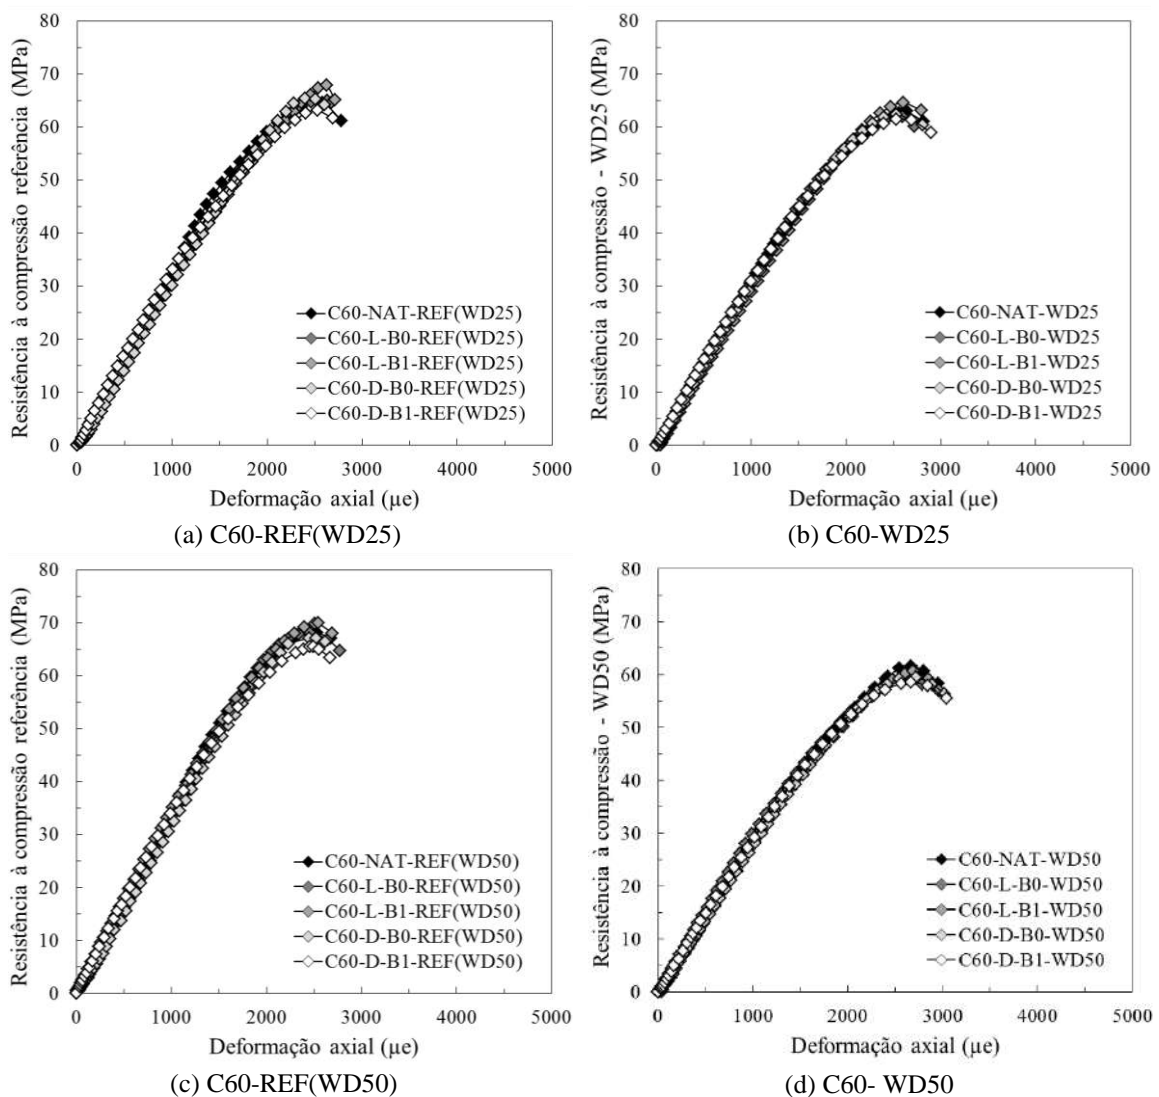 Resistência à compressão referência (MPa)
80
70
60
50
40
30
20
10
0
C60-NAT-REF(WD25)
C60-L-B0-REF(WD25)
C60-L-B1-REF(WD25)
C60-D-B0-REF(WD25)
C60-D-B1-REF(WD25)
0 1000 2000 3000 4000 5000
Deformação axial (µe)
(a) C60-REF(WD25)
Resistência à compressão - WD25 (MPa)
80
70
60
50
40
30
20
10
0
C60-NAT-WD25
C60-L-B0-WD25
C60-L-B1-WD25
C60-D-B0-WD25
C60-D-B1-WD25
0 1000 2000 3000 4000 5000
Deformação axial (µe)
(b) C60-WD25
Resistência à compressão referência (MPa)
80
70
60
50
40
30
20
10
0
C60-NAT-REF(WD50)
C60-L-B0-REF(WD50)
C60-L-B1-REF(WD50)
C60-D-B0-REF(WD50)
C60-D-B1-REF(WD50)
0 1000 2000 3000 4000 5000
Deformação axial (µe)
(c) C60-REF(WD50)
Resistência à compressão - WD50 (MPa)
80
70
60
50
40
30
20
10
0
C60-NAT-WD50
C60-L-B0-WD50
C60-L-B1-WD50
C60-D-B0-WD50
C60-D-B1-WD50
0 1000 2000 3000 4000 5000
Deformação axial (µe)
(d) C60- WD50